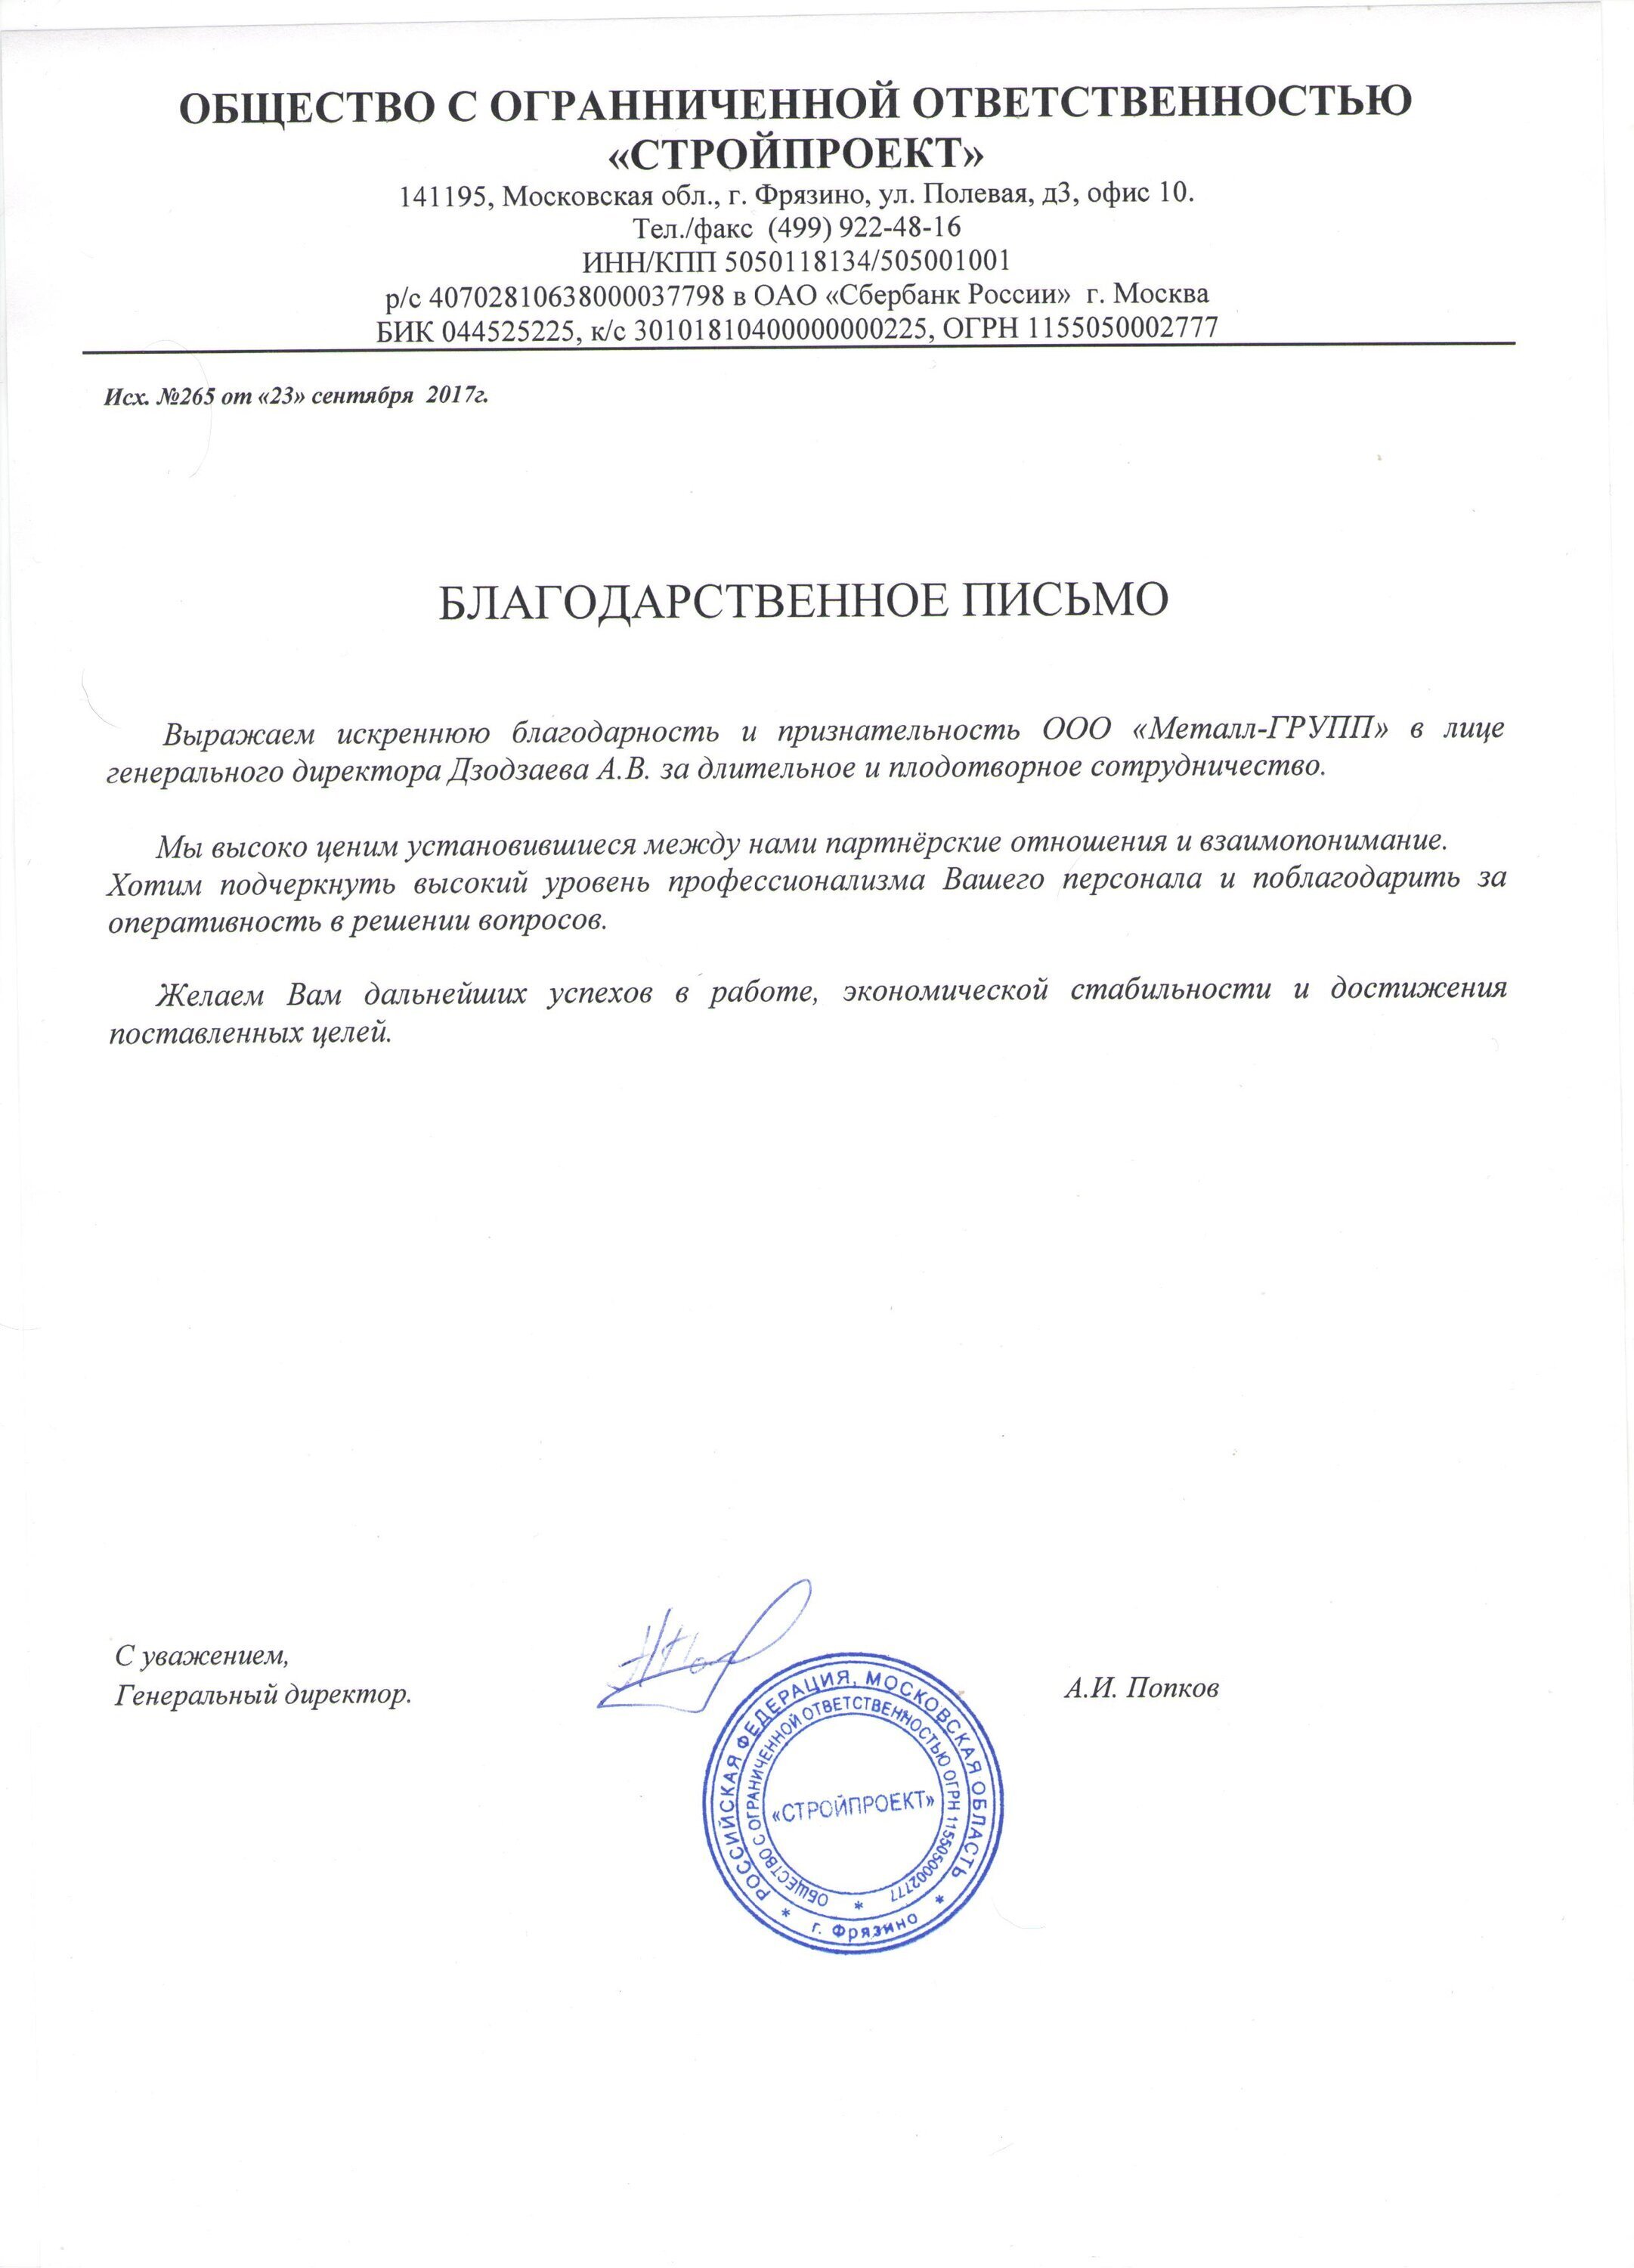 ОБЩЕСТВО С ОГРАННИЧЕННОЙ ОТВЕТСТВЕННОСТЬЮ
«СТРОЙПРОЕКТ»
141195, Московская обл., г. Фрязино, ул. Полевая, д3, офис 10.
Тел./факс (499) 922-48-16
ИНН/КПП 5050118134/505001001
р/с 40702810638000037798 в ОАО «Сбербанк России» г. Москва
БИК 044525225, к/с 30101810400000000225, ОГРН 1155050002777
Исх. №265 от «23» сентября 2017г.
БЛАГОДАРСТВЕННОЕ ПИСЬМО
Выражаем искреннюю благодарность и признательность ООО «Металл-ГРУПП» в лице
генерального директора Дзодзаева А.В. за длительное и плодотворное сотрудничество.
Мы высоко ценим установившиеся между нами партнёрские отношения и взаимопонимание.
Хотим подчеркнуть высокий уровень профессионализма Вашего персонала и поблагодарить за
оперативность в решении вопросов.
Желаем Вам дальнейших успехов в работе, экономической стабильности и достижения
поставленных целей.
С уважением,
Генеральный директор.
А.И. Попков
РОССИЙСКАЯ ФЕДЕРАЦИЯ, МОСКОВСКАЯ ОБЛАСТЬ
* г. Фрязино *
ОБЩЕСТВО С ОГРАНИЧЕННОЙ ОТВЕТСТВЕННОСТЬЮ ОГРН 1155050002777 *
«СТРОЙПРОЕКТ»